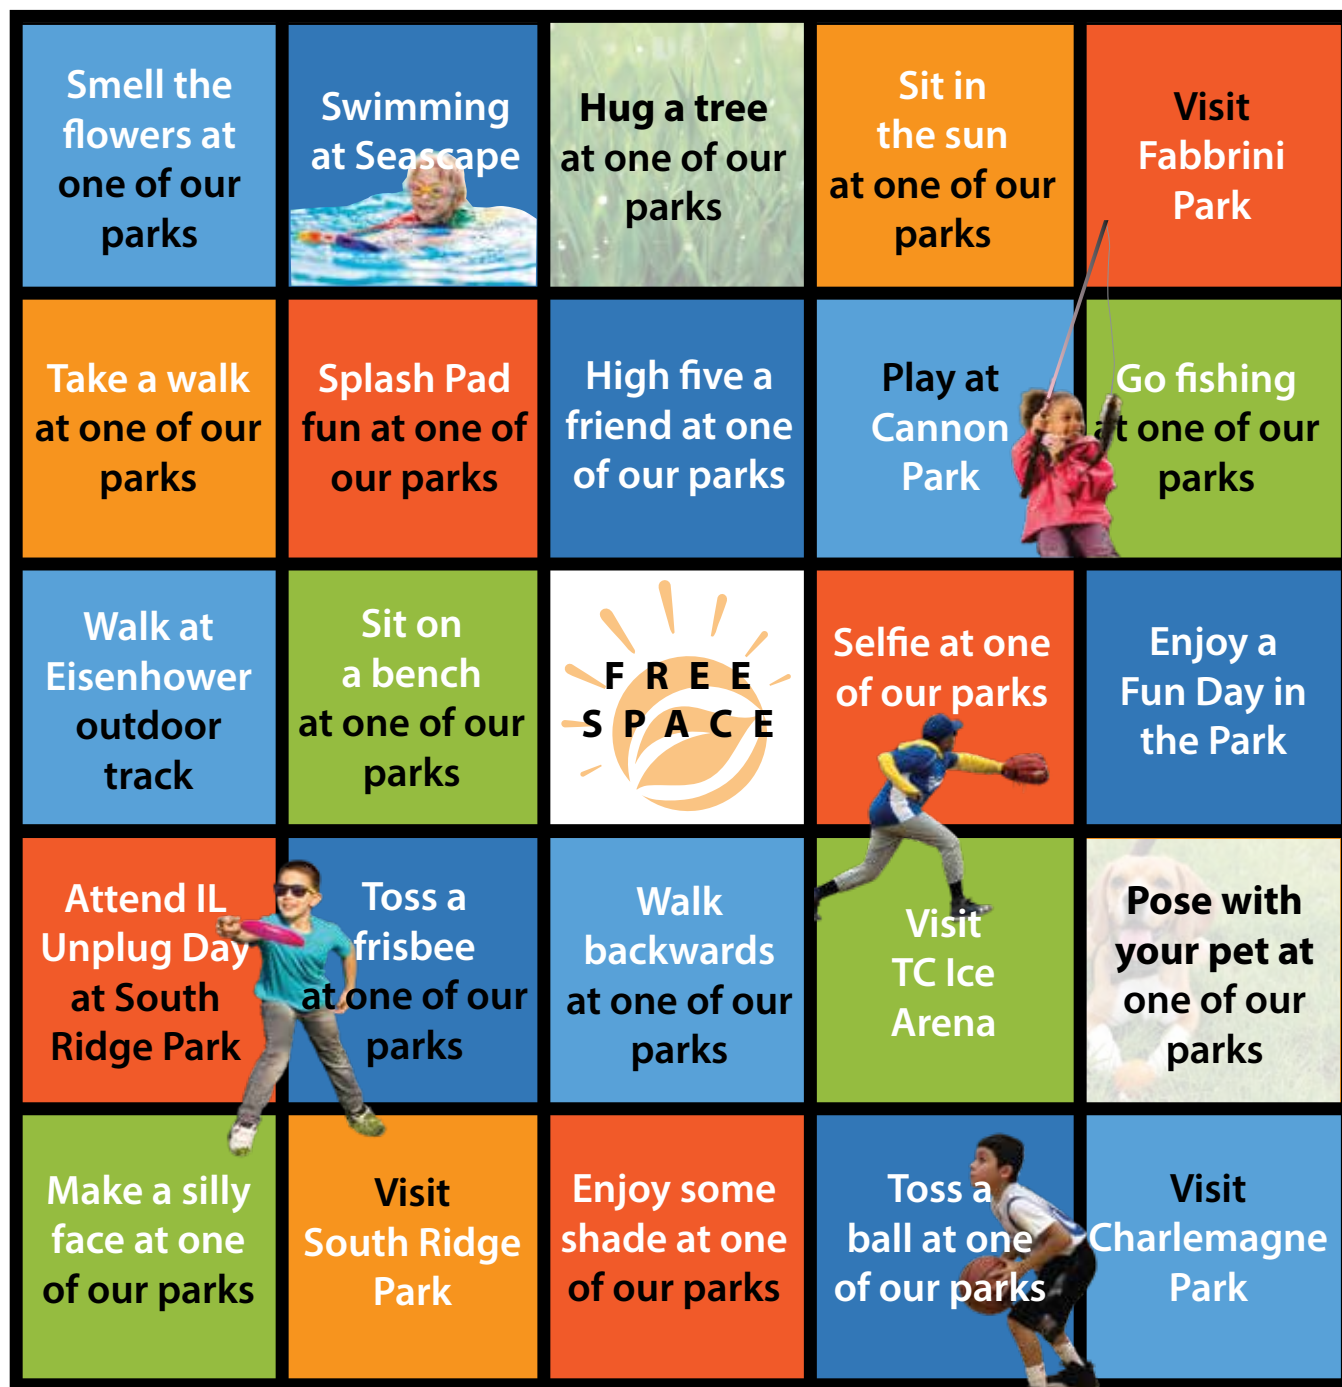 Smell the
flowers at
one of our
parks
Swimming
at Seascape
Hug a tree
at one of our
parks
Sit in
the sun
at one of our
parks
Visit
Fabbrini
Park
Take a walk
at one of our
parks
Splash Pad
fun at one of
our parks
High five a
friend at one
of our parks
Play at
Cannon
Park
Go fishing
at one of our
parks
Walk at
Eisenhower
outdoor
track
Sit on
a bench
at one of our
parks
FREE
SPACE
Selfie at one
of our parks
Enjoy a
Fun Day in
the Park
Attend IL
Unplug Day
at South
Ridge Park
Toss a
frisbee
at one of our
parks
Walk
backwards
at one of our
parks
Visit
TC Ice
Arena
Pose with
your pet at
one of our
parks
Make a silly
face at one
of our parks
Visit
South Ridge
Park
Enjoy some
shade at one
of our parks
Toss a
ball at one
of our parks
Visit
Charlemagne
Park